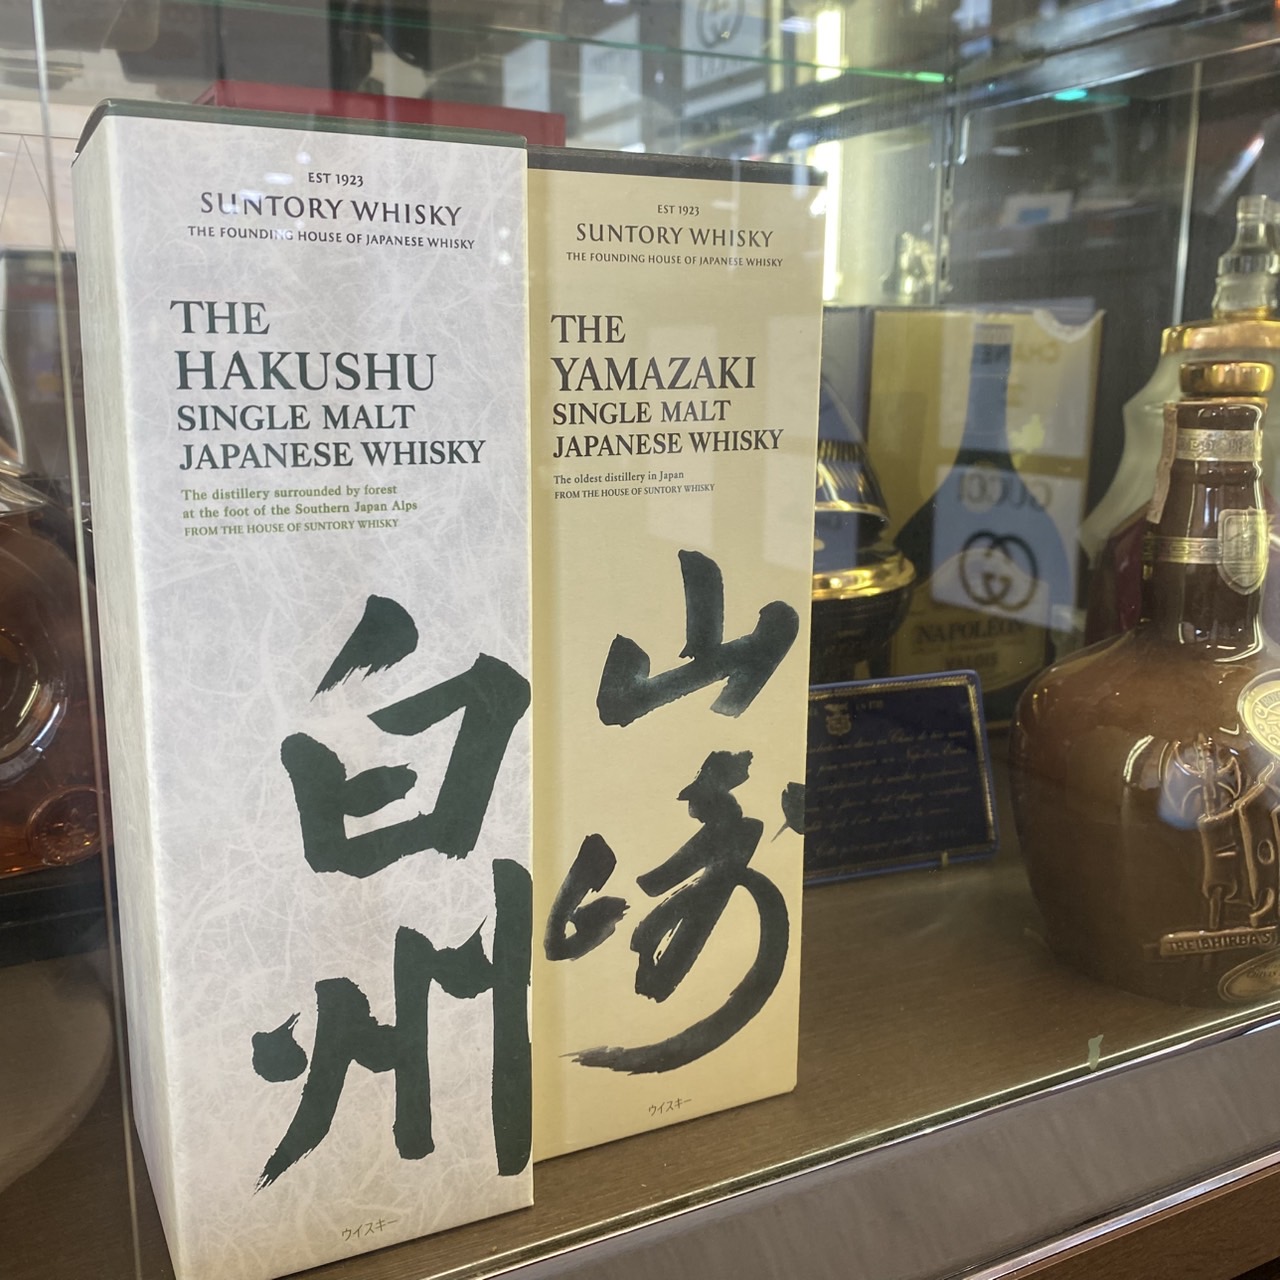 EST 1923
SUNTORY WHISKY
THE FOUNDING HOUSE OF JAPANESE WHISKY
THE
HAKUSHU
SINGLE MALT
JAPANESE WHISKY
The distillery surrounded by forest
at the foot of the Southern Japan Alps
FROM THE HOUSE OF SUNTORY WHISKY
白
州
ウイスキー
EST 1923
SUNTORY WHISKY
THE FOUNDING HOUSE OF JAPANESE WHISKY
THE
YAMAZAKI
SINGLE MALT
JAPANESE WHISKY
The oldest distillery in Japan
FROM THE HOUSE OF SUNTORY WHISKY
山
崎
ウイスキー
CHANEL
GUCCI
NAPOLEON